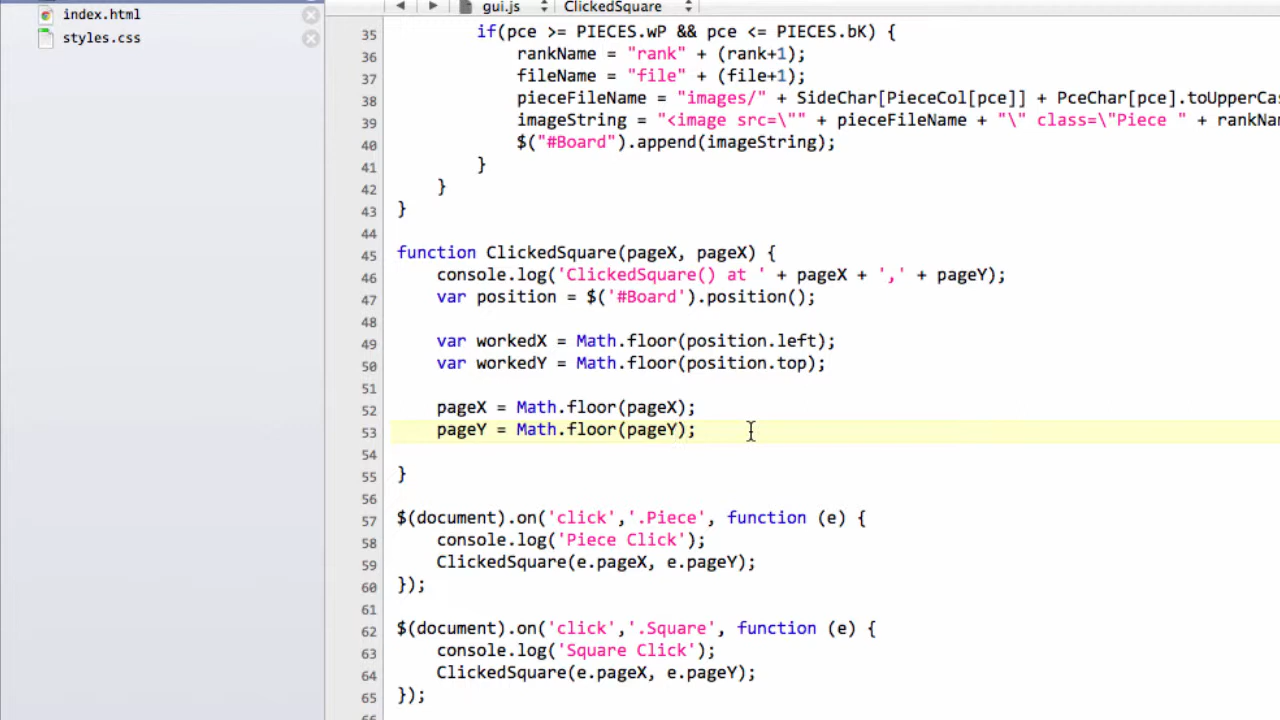 index.html
styles.css
gui.js ClickedSquare
35 if(pce >= PIECES.wP && pce <= PIECES.bK) {
36 rankName = "rank" + (rank+1);
37 fileName = "file" + (file+1);
38 pieceFileName = "images/" + SideChar[PieceCol[pce]] + PceChar[pce].toUpperCas
39 imageString = "<image src=\"" + pieceFileName + "\" class=\"Piece " + rankNam
40 $("#Board").append(imageString);
41 }
42 }
43 }
44
45 function ClickedSquare(pageX, pageX) {
46 console.log('ClickedSquare() at ' + pageX + ',' + pageY);
47 var position = $('#Board').position();
48
49 var workedX = Math.floor(position.left);
50 var workedY = Math.floor(position.top);
51
52 pageX = Math.floor(pageX);
53 pageY = Math.floor(pageY);
54
55 }
56
57 $(document).on('click','.Piece', function (e) {
58 console.log('Piece Click');
59 ClickedSquare(e.pageX, e.pageY);
60 });
61
62 $(document).on('click','.Square', function (e) {
63 console.log('Square Click');
64 ClickedSquare(e.pageX, e.pageY);
65 });